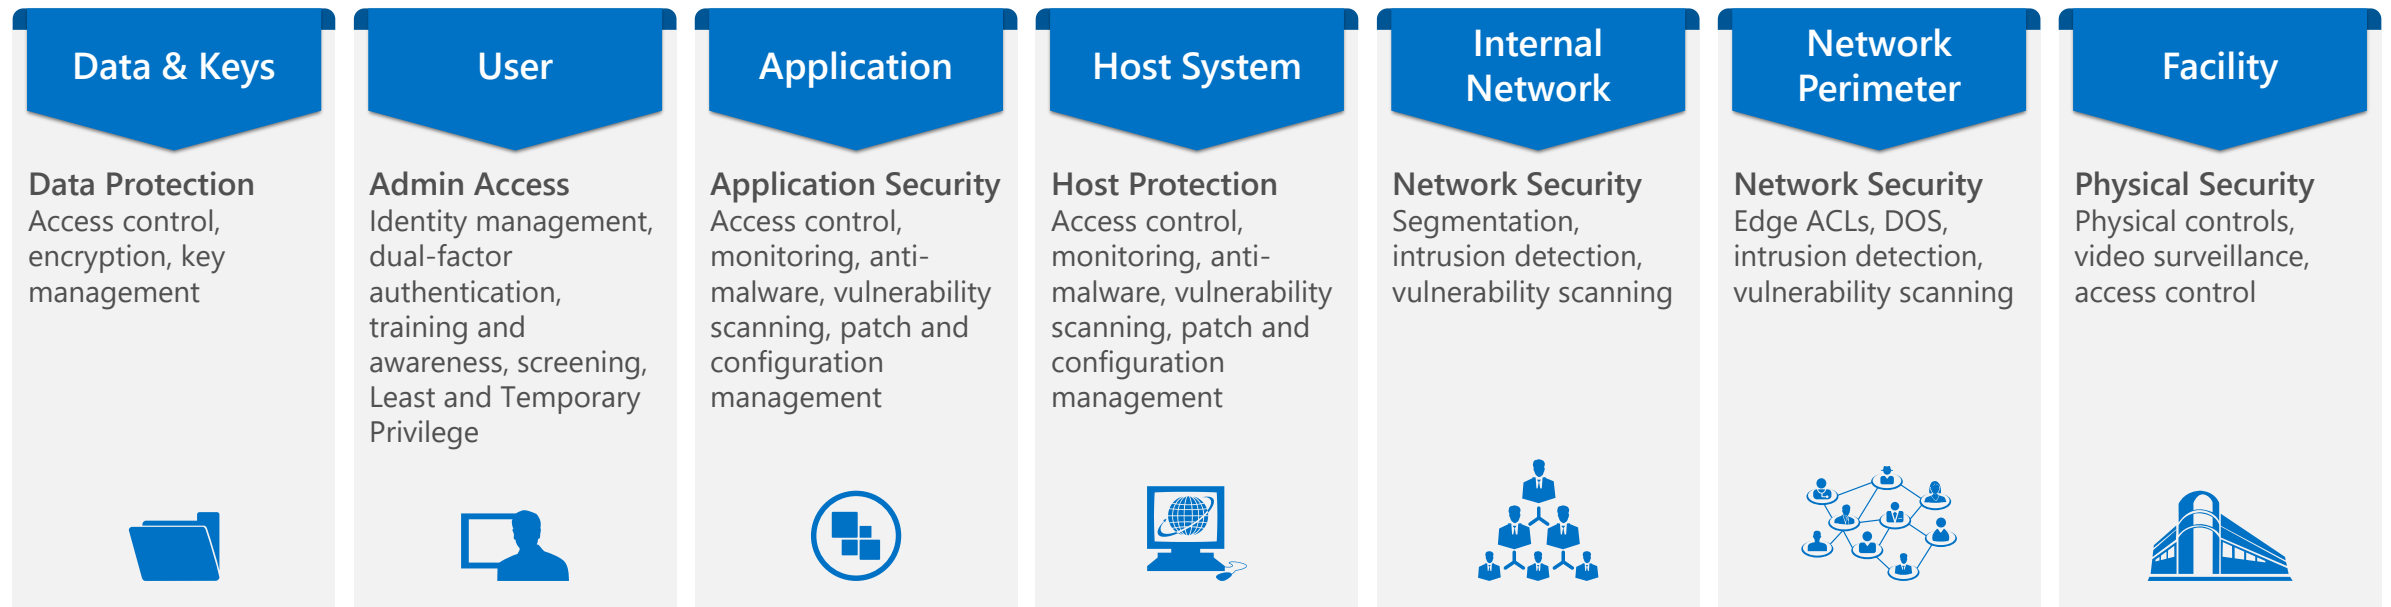 Data & Keys
Data Protection
Access control,
encryption, key
management
User
Admin Access
Identity management,
dual-factor
authentication,
training and
awareness, screening,
Least and Temporary
Privilege
Application
Application Security
Access control,
monitoring, anti-
malware, vulnerability
scanning, patch and
configuration
management
Host System
Host Protection
Access control,
monitoring, anti-
malware, vulnerability
scanning, patch and
configuration
management
Internal
Network
Network Security
Segmentation,
intrusion detection,
vulnerability scanning
Network
Perimeter
Network Security
Edge ACLs, DOS,
intrusion detection,
vulnerability scanning
Facility
Physical Security
Physical controls,
video surveillance,
access control